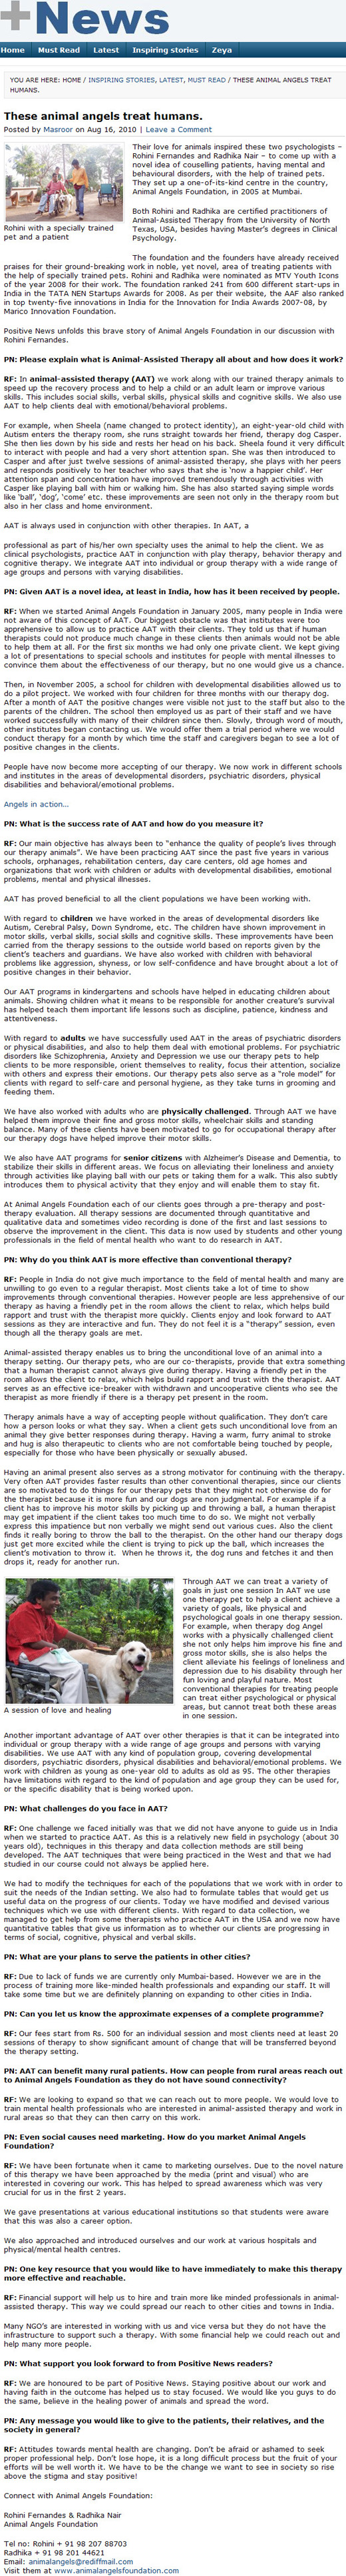 +News
Home Must Read Latest Inspiring stories Zeya
YOU ARE HERE: HOME / INSPIRING STORIES, LATEST, MUST READ / THESE ANIMAL ANGELS TREAT
HUMANS.
These animal angels treat humans.
Posted by Masroor on Aug 16, 2010 | Leave a Comment
Rohini with a specially trained
pet and a patient
Their love for animals inspired these two psychologists –
Rohini Fernandes and Radhika Nair – to come up with a
novel idea of couselling patients, having mental and
behavioural disorders, with the help of trained pets.
They set up a one-of-its-kind centre in the country,
Animal Angels Foundation, in 2005 at Mumbai.
Both Rohini and Radhika are certified practitioners of
Animal-Assisted Therapy from the University of North
Texas, USA, besides having Master's degrees in Clinical
Psychology.
The foundation and the founders have already received
praises for their ground-breaking work in noble, yet novel, area of treating patients with
the help of specially trained pets. Rohini and Radhika were nominated as MTV Youth Icons
of the year 2008 for their work. The foundation ranked 241 from 600 different start-ups in
India in the TATA NEN Startups Awards for 2008. As per their website, the AAF also ranked
in top twenty-five innovations in India for the Innovation for India Awards 2007-08, by
Marico Innovation Foundation.
Positive News unfolds this brave story of Animal Angels Foundation in our discussion with
Rohini Fernandes.
PN: Please explain what is Animal-Assisted Therapy all about and how does it work?
RF: In animal-assisted therapy (AAT) we work along with our trained therapy animals to
speed up the recovery process and to help a child or an adult learn or improve various
skills. This includes social skills, verbal skills, physical skills and cognitive skills. We also use
AAT to help clients deal with emotional/behavioral problems.
For example, when Sheela (name changed to protect identity), an eight-year-old child with
Autism enters the therapy room, she runs straight towards her friend, therapy dog Casper.
She then lies down by his side and rests her head on his back. Sheela found it very difficult
to interact with people and had a very short attention span. She was then introduced to
Casper and after just twelve sessions of animal-assisted therapy, she plays with her peers
and responds positively to her teacher who says that she is 'now a happier child'. Her
attention span and concentration have improved tremendously through activities with
Casper like playing ball with him or walking him. She has also started saying simple words
like 'ball', 'dog', 'come' etc. these improvements are seen not only in the therapy room but
also in her class and home environment.
AAT is always used in conjunction with other therapies. In AAT, a
professional as part of his/her own specialty uses the animal to help the client. We as
clinical psychologists, practice AAT in conjunction with play therapy, behavior therapy and
cognitive therapy. We integrate AAT into individual or group therapy with a wide range of
age groups and persons with varying disabilities.
PN: Given AAT is a novel idea, at least in India, how has it been received by people.
RF: When we started Animal Angels Foundation in January 2005, many people in India were
not aware of this concept of AAT. Our biggest obstacle was that institutes were too
apprehensive to allow us to practice AAT with their clients. They told us that if human
therapists could not produce much change in these clients then animals would not be able
to help them at all. For the first six months we had only one private client. We kept giving
a lot of presentations to special schools and institutes for people with mental illnesses to
convince them about the effectiveness of our therapy, but no one would give us a chance.
Then, in November 2005, a school for children with developmental disabilities allowed us to
do a pilot project. We worked with four children for three months with our therapy dog.
After a month of AAT the positive changes were visible not just to the staff but also to the
parents of the children. The school then employed us as part of their staff and we have
worked successfully with many of their children since then. Slowly, through word of mouth,
other institutes began contacting us. We would offer them a trial period where we would
conduct therapy for a month by which time the staff and caregivers began to see a lot of
positive changes in the clients.
People have now become more accepting of our therapy. We now work in different schools
and institutes in the areas of developmental disorders, psychiatric disorders, physical
disabilities and behavioral/emotional problems.
Angels in action...
PN: What is the success rate of AAT and how do you measure it?
RF: Our main objective has always been to "enhance the quality of people's lives through
our therapy animals". We have been practicing AAT since the past five years in various
schools, orphanages, rehabilitation centers, day care centers, old age homes and
organizations that work with children or adults with developmental disabilities, emotional
problems, mental and physical illnesses.
AAT has proved beneficial to all the client populations we have been working with.
With regard to children we have worked in the areas of developmental disorders like
Autism, Cerebral Palsy, Down Syndrome, etc. The children have shown improvement in
motor skills, verbal skills, social skills and cognitive skills. These improvements have been
carried from the therapy sessions to the outside world based on reports given by the
client's teachers and guardians. We have also worked with children with behavioral
problems like aggression, shyness, or low self-confidence and have brought about a lot of
positive changes in their behavior.
Our AAT programs in kindergartens and schools have helped in educating children about
animals. Showing children what it means to be responsible for another creature's survival
has helped teach them important life lessons such as discipline, patience, kindness and
attentiveness.
With regard to adults we have successfully used AAT in the areas of psychiatric disorders
or physical disabilities, and also to help them deal with emotional problems. For psychiatric
disorders like Schizophrenia, Anxiety and Depression we use our therapy pets to help
clients to be more responsible, orient themselves to reality, focus their attention, socialize
with others and express their emotions. Our therapy pets also serve as a "role model" for
clients with regard to self-care and personal hygiene, as they take turns in grooming and
feeding them.
We have also worked with adults who are physically challenged. Through AAT we have
helped them improve their fine and gross motor skills, wheelchair skills and standing
balance. Many of the clients have been motivated to go for occupational therapy after
our therapy dogs have helped improve their motor skills.
We also have AAT programs for senior citizens with Alzheimer's Disease and Dementia, to
stabilize their skills in different areas. We focus on alleviating their loneliness and anxiety
through activities like playing ball with our pets or taking them for a walk. This also subtly
introduces them to physical activity that they enjoy and will enable them to stay fit.
At Animal Angels Foundation each of our clients goes through a pre-therapy and post-
therapy evaluation. All therapy sessions are documented through quantitative and
qualitative data and sometimes video recording is done of the first and last sessions to
observe the improvement in the client. This data is now used by students and other young
professionals in the field of mental health who want to do research in AAT.
PN: Why do you think AAT is more effective than conventional therapy?
RF: People in India do not give much importance to the field of mental health and many are
unwilling to go even to a regular therapist. Most clients take a lot of time to show
improvements through conventional therapies. However people are less apprehensive of our
therapy as having a friendly pet in the room allows the client to relax, which helps build
rapport and trust with the therapist more quickly. Clients enjoy and look forward to AAT
sessions as they are interactive and fun. They do not feel it is a "therapy" session, even
though all the therapy goals are met.
Animal-assisted therapy enables us to bring the unconditional love of an animal into a
therapy setting. Our therapy pets, who are our co-therapists, provide that extra something
that a human therapist cannot always give during therapy. Having a friendly pet in the
room allows the client to relax, which helps build rapport and trust with the therapist. AAT
serves as an effective ice-breaker with withdrawn and uncooperative clients who see the
therapist as more friendly if there is a therapy pet present in the room.
Therapy animals have a way of accepting people without qualification. They don't care
how a person looks or what they say. When a client gets such unconditional love from an
animal they give better responses during therapy. Having a warm, furry animal to stroke
and hug is also therapeutic to clients who are not comfortable being touched by people,
especially for those who have been physically or sexually abused.
Having an animal present also serves as a strong motivator for continuing with the therapy.
Very often AAT provides faster results than other conventional therapies, since our clients
are so motivated to do things for our therapy pets that they might not otherwise do for
the therapist because it is more fun and our dogs are non judgmental. For example if a
client has to improve his motor skills by picking up and throwing a ball, a human therapist
may get impatient if the client takes too much time to do so. We might not verbally
express this impatience but non verbally we might send out various cues. Also the client
finds it really boring to throw the ball to the therapist. On the other hand our therapy dogs
just get more excited while the client is trying to pick up the ball, which increases the
client's motivation to throw it. When he throws it, the dog runs and fetches it and then
drops it, ready for another run.
A session of love and healing
Through AAT we can treat a variety of
goals in just one session In AAT we use
one therapy pet to help a client achieve a
variety of goals, like physical and
psychological goals in one therapy session.
For example, when therapy dog Angel
works with a physically challenged client
she not only helps him improve his fine and
gross motor skills, she is also helps the
client alleviate his feelings of loneliness and
depression due to his disability through her
fun loving and playful nature. Most
conventional therapies for treating people
can treat either psychological or physical
areas, but cannot treat both these areas
in one session.
Another important advantage of AAT over other therapies is that it can be integrated into
individual or group therapy with a wide range of age groups and persons with varying
disabilities. We use AAT with any kind of population group, covering developmental
disorders, psychiatric disorders, physical disabilities and behavioral/emotional problems. We
work with children as young as one-year old to adults as old as 95. The other therapies
have limitations with regard to the kind of population and age group they can be used for,
or the specific disability that is being worked upon.
PN: What challenges do you face in AAT?
RF: One challenge we faced initially was that we did not have anyone to guide us in India
when we started to practice AAT. As this is a relatively new field in psychology (about 30
years old), techniques in this therapy and data collection methods are still being
developed. The AAT techniques that were being practiced in the West and that we had
studied in our course could not always be applied here.
We had to modify the techniques for each of the populations that we work with in order to
suit the needs of the Indian setting. We also had to formulate tables that would get us
useful data on the progress of our clients. Today we have modified and devised various
techniques which we use with different clients. With regard to data collection, we
managed to get help from some therapists who practice AAT in the USA and we now have
quantitative tables that give us information as to whether our clients are progressing in
terms of social, cognitive, physical and verbal skills.
PN: What are your plans to serve the patients in other cities?
RF: Due to lack of funds we are currently only Mumbai-based. However we are in the
process of training more like-minded health professionals and expanding our staff. It will
take some time but we are definitely planning on expanding to other cities in India.
PN: Can you let us know the approximate expenses of a complete programme?
RF: Our fees start from Rs. 500 for an individual session and most clients need at least 20
sessions of therapy to show significant amount of change that will be transferred beyond
the therapy setting.
PN: AAT can benefit many rural patients. How can people from rural areas reach out
to Animal Angels Foundation as they do not have sound connectivity?
RF: We are looking to expand so that we can reach out to more people. We would love to
train mental health professionals who are interested in animal-assisted therapy and work in
rural areas so that they can then carry on this work.
PN: Even social causes need marketing. How do you market Animal Angels
Foundation?
RF: We have been fortunate when it came to marketing ourselves. Due to the novel nature
of this therapy we have been approached by the media (print and visual) who are
interested in covering our work. This has helped to spread awareness which was very
crucial for us in the first 2 years.
We gave presentations at various educational institutions so that students were aware
that this was also a career option.
We also approached and introduced ourselves and our work at various hospitals and
physical/mental health centres.
PN: One key resource that you would like to have immediately to make this therapy
more effective and reachable.
RF: Financial support will help us to hire and train more like minded professionals in animal-
assisted therapy. This way we could spread our reach to other cities and towns in India.
Many NGO's are interested in working with us and vice versa but they do not have the
infrastructure to support such a therapy. With some financial help we could reach out and
help many more people.
PN: What support you look forward to from Positive News readers?
RF: We are honoured to be part of Positive News. Staying positive about our work and
having faith in the outcome has helped us to stay focused. We would like you guys to do
the same, believe in the healing power of animals and spread the word.
PN: Any message you would like to give to the patients, their relatives, and the
society in general?
RF: Attitudes towards mental health are changing. Don't be afraid or ashamed to seek
proper professional help. Don't lose hope, it is a long difficult process but the fruit of your
efforts will be well worth it. We have to be the change we want to see in society so rise
above the stigma and stay positive!
Connect with Animal Angels Foundation:
Rohini Fernandes & Radhika Nair
Animal Angels Foundation
Tel no: Rohini + 91 98 207 88703
Radhika + 91 98 201 44621
Email: animalangels@rediffmail.com
Visit them at www.animalangelsfoundation.com